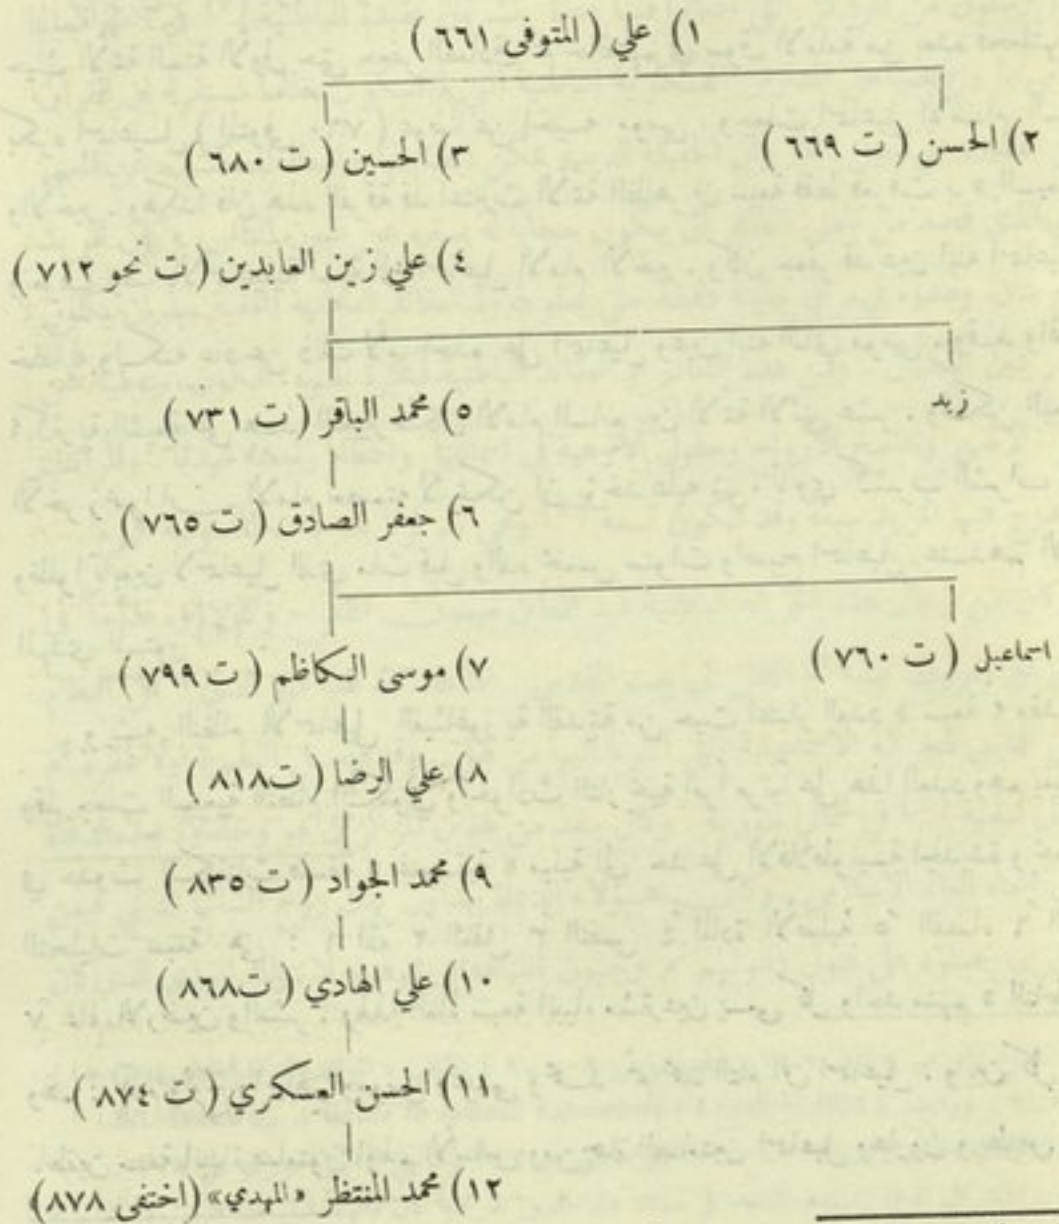 ١) علي ( المتوفى ٦٦١ )
٢) الحسن ( ت ٦٦٩ )
٣) الحسين ( ت ٦٨٠ )
٤) علي زين العابدين ( ت نحو ٧١٢ )
زيد
٥) محمد الباقر ( ت ٧٣١ )
٦) جعفر الصادق ( ت ٧٦٥ )
اسماعيل ( ت ٧٦٠ )
٧) موسى الكاظم ( ت ٧٩٩ )
٨) علي الرضا ( ت ٨١٨ )
٩) محمد الجواد ( ت ٨٣٥ )
١٠) علي الهادي ( ت ٨٦٨ )
١١) الحسن العسكري ( ت ٨٧٤ )
١٢) محمد المنتظر «المهدي» (اختفى ٨٧٨)